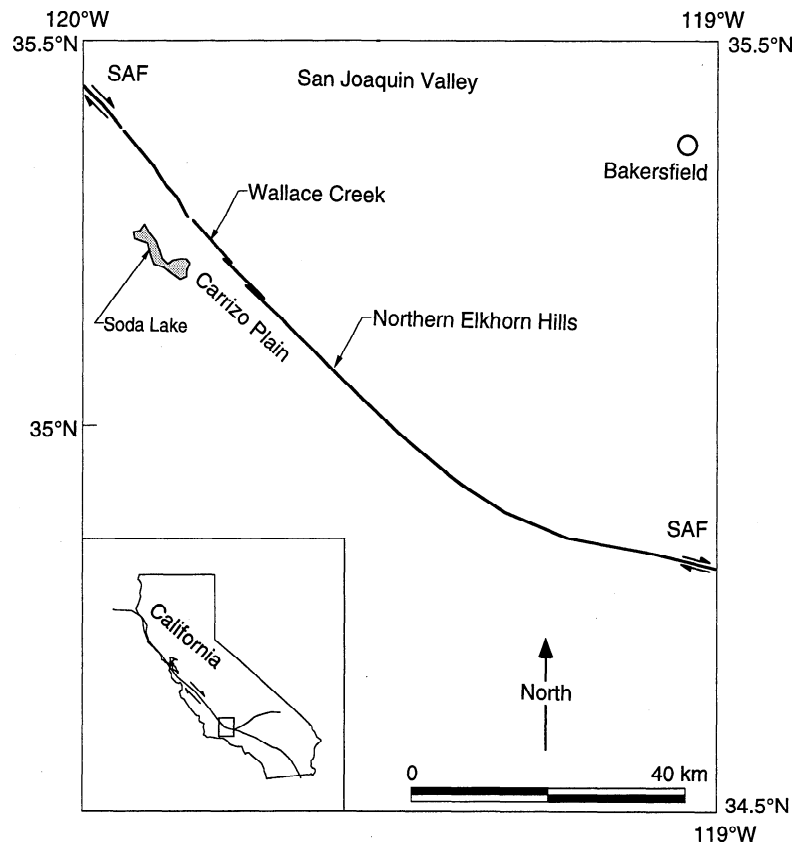 120°W
119°W
35.5°N
35.5°N
SAF
San Joaquin Valley
Bakersfield
Wallace Creek
Carrizo Plain
Soda Lake
Northern Elkhorn Hills
35°N
SAF
California
North
0
40 km
34.5°N
119°W